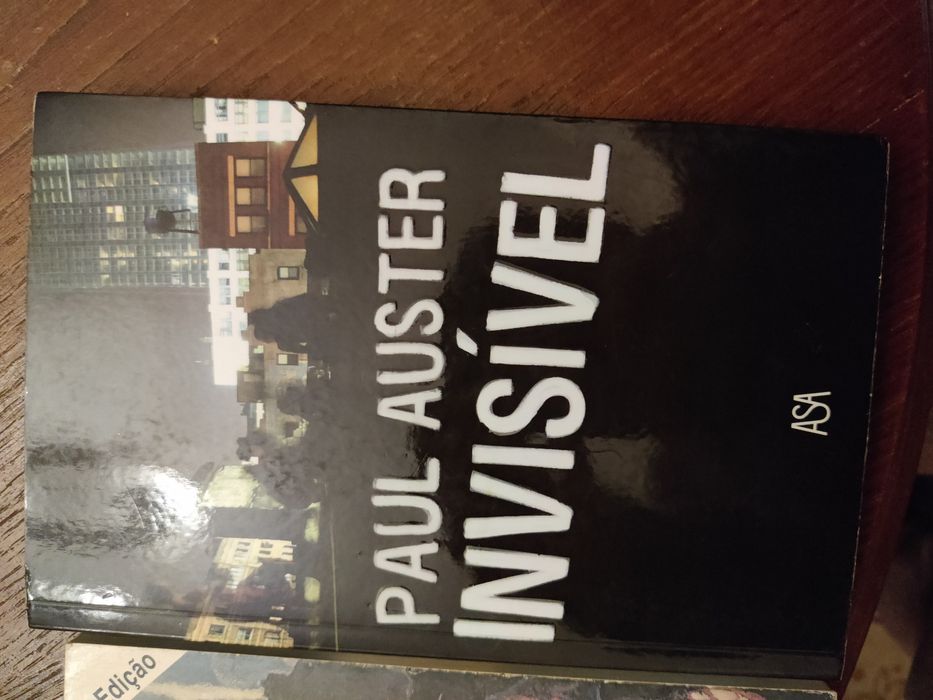 PAUL AUSTER
INVISÍVEL
ASA
Edição